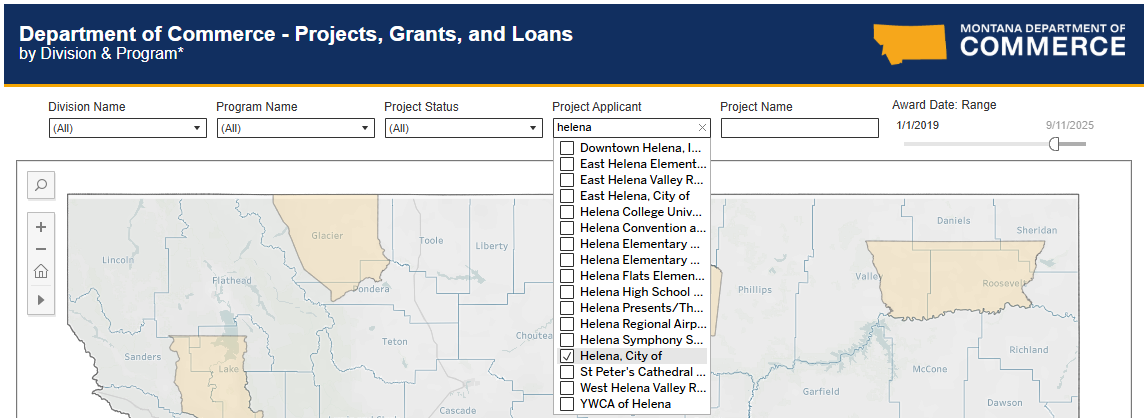 Department of Commerce - Projects, Grants, and Loans
by Division & Program*
MONTANA DEPARTMENT OF
COMMERCE
Division Name
Program Name
Project Status
Project Applicant
Project Name
Award Date: Range
(All)
(All)
(All)
helena
1/1/2019
9/11/2025
Downtown Helena, I...
East Helena Element...
East Helena Valley R...
East Helena, City of
Helena College Univ...
Helena Convention a...
Helena Elementary ...
Helena Elementary ...
Helena Flats Elemen...
Helena High School ...
Helena Presents/Th...
Helena Regional Airp...
Helena Symphony S...
Helena, City of
St Peter's Cathedral ...
West Helena Valley R...
YWCA of Helena
Lincoln
Flathead
Glacier
Toole
Liberty
Pondera
Sanders
Lake
Teton
Choutea
Cascade
Phillips
Valle
Daniels
Sheridan
Roosevelt
Richland
McCone
Garfield
Dawson